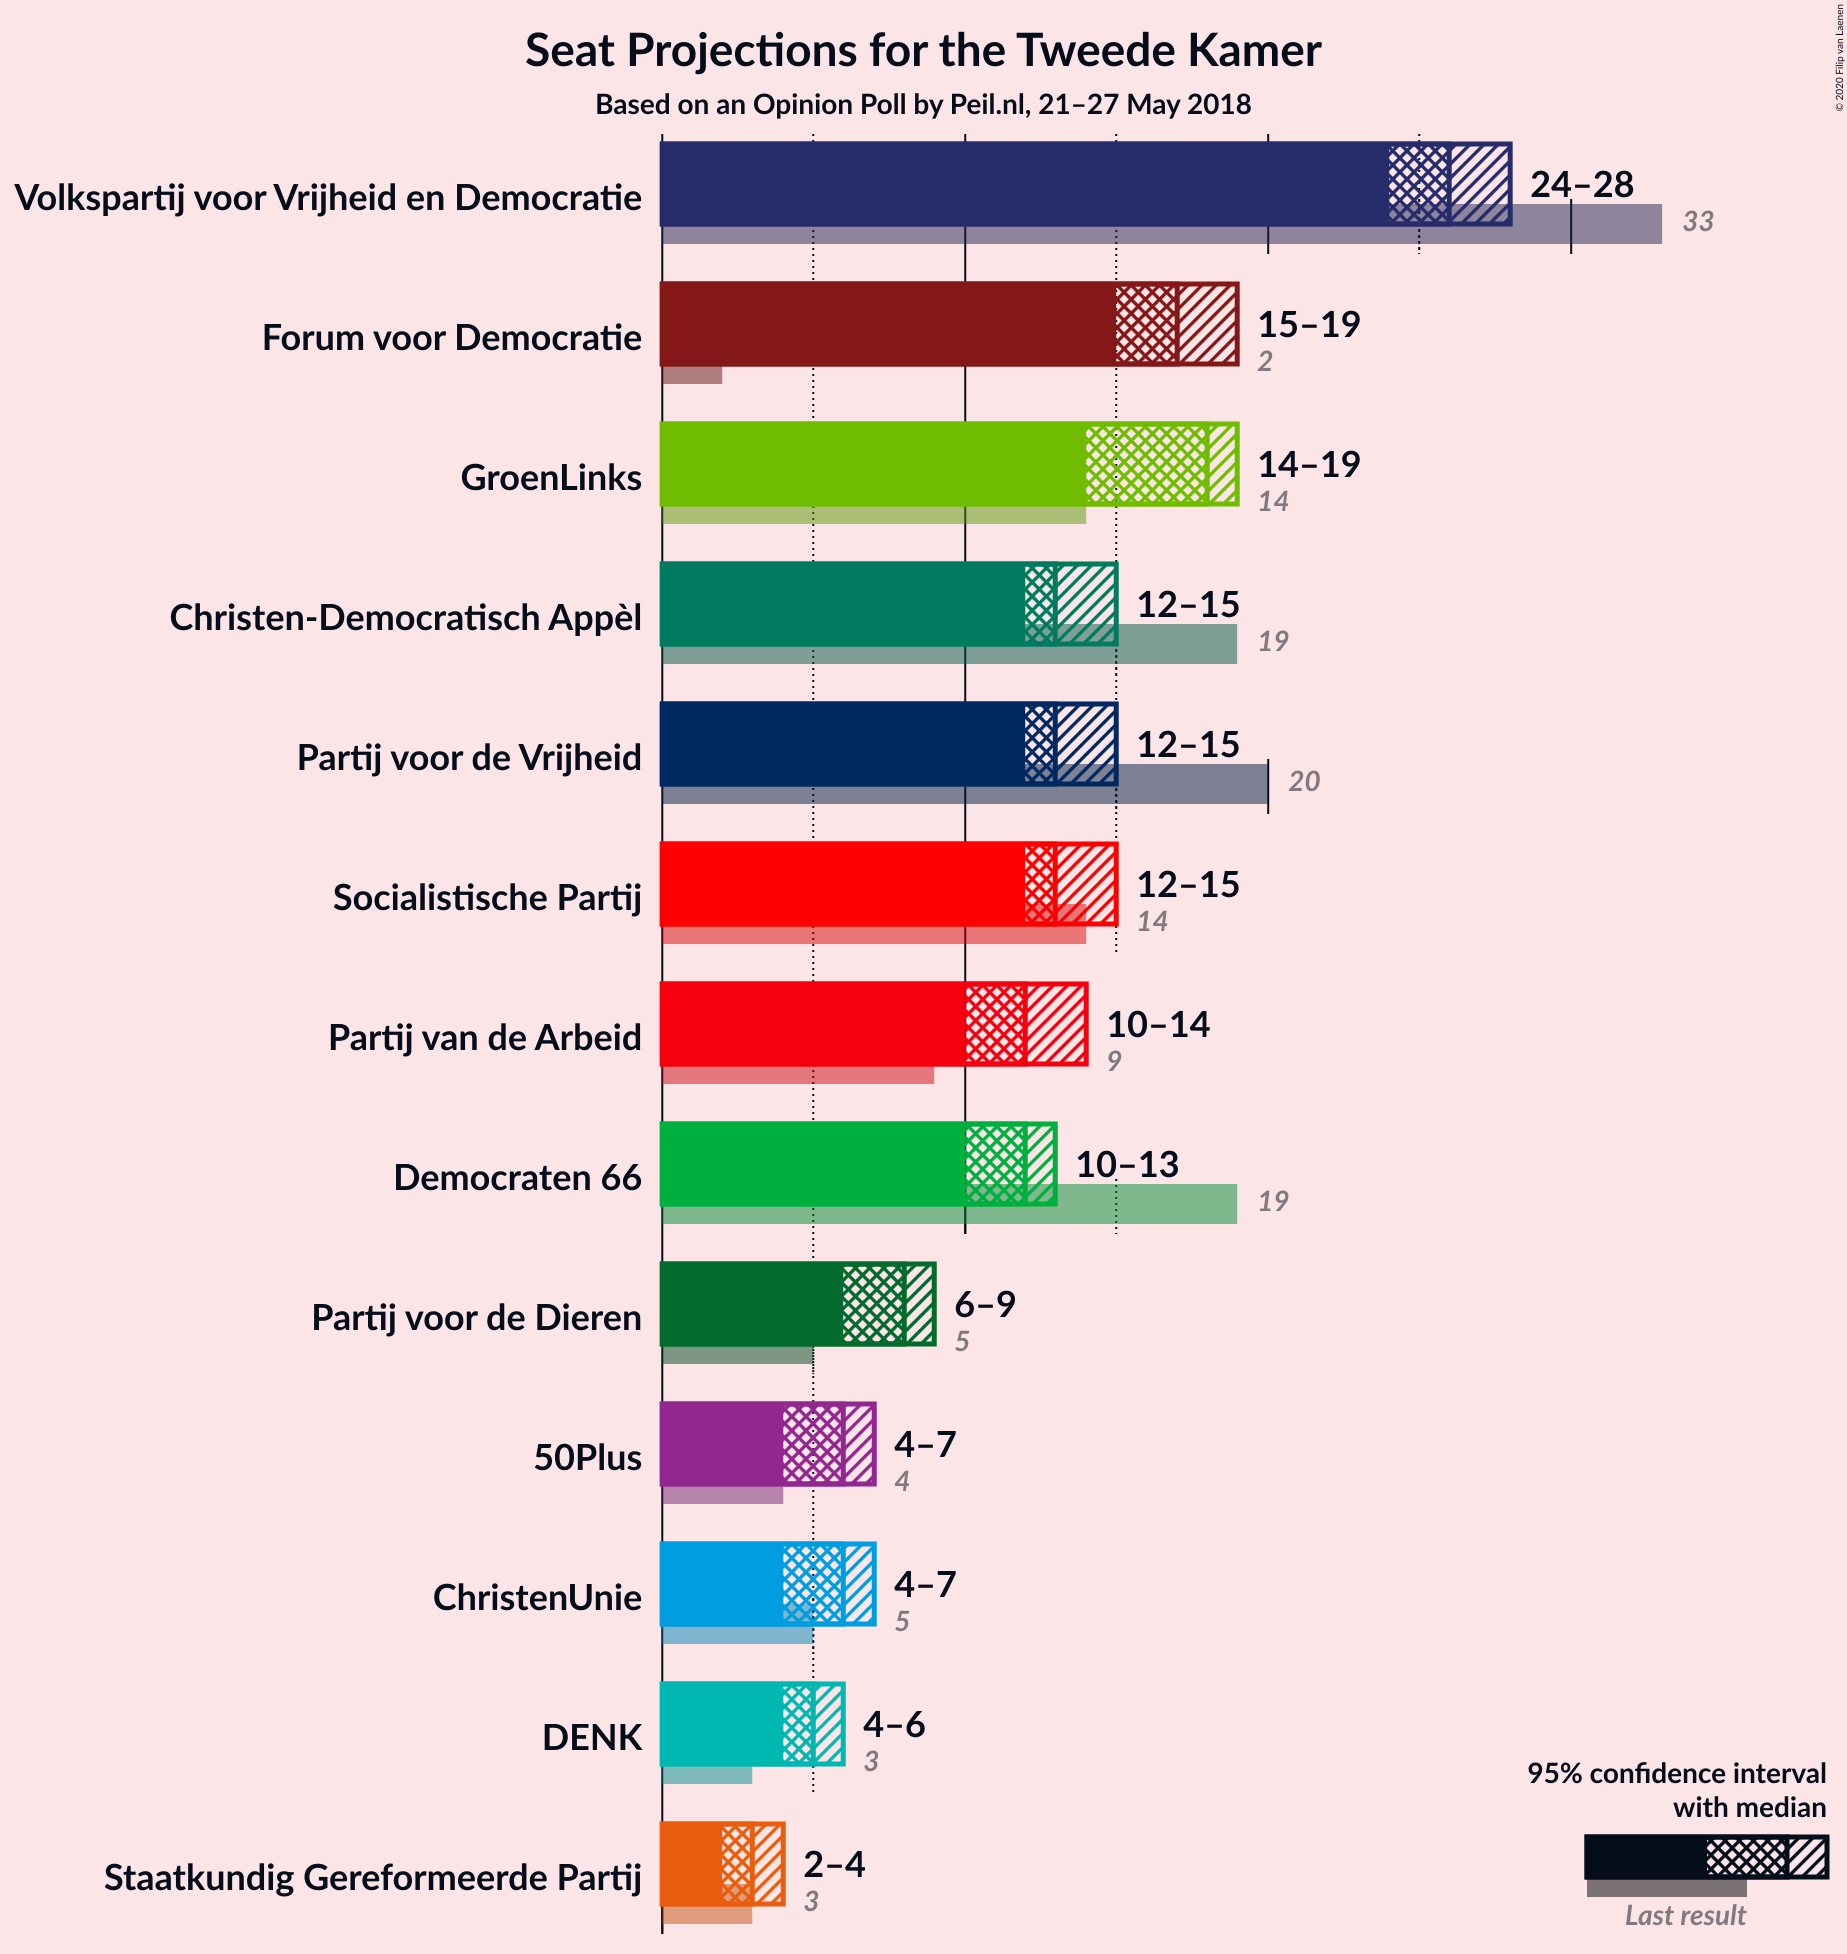 Seat Projections for the Tweede Kamer
Based on an Opinion Poll by Peil.nl, 21–27 May 2018
© 2020 Filip van Laenen
Volkspartij voor Vrijheid en Democratie
24–28
33
Forum voor Democratie
15–19
2
GroenLinks
14–19
14
Christen-Democratisch Appèl
12–15
19
Partij voor de Vrijheid
12–15
20
Socialistische Partij
12–15
14
Partij van de Arbeid
10–14
9
Democraten 66
10–13
19
Partij voor de Dieren
6–9
5
50Plus
4–7
4
ChristenUnie
4–7
5
DENK
4–6
3
Staatkundig Gereformeerde Partij
2–4
3
95% confidence interval
with median
Last result